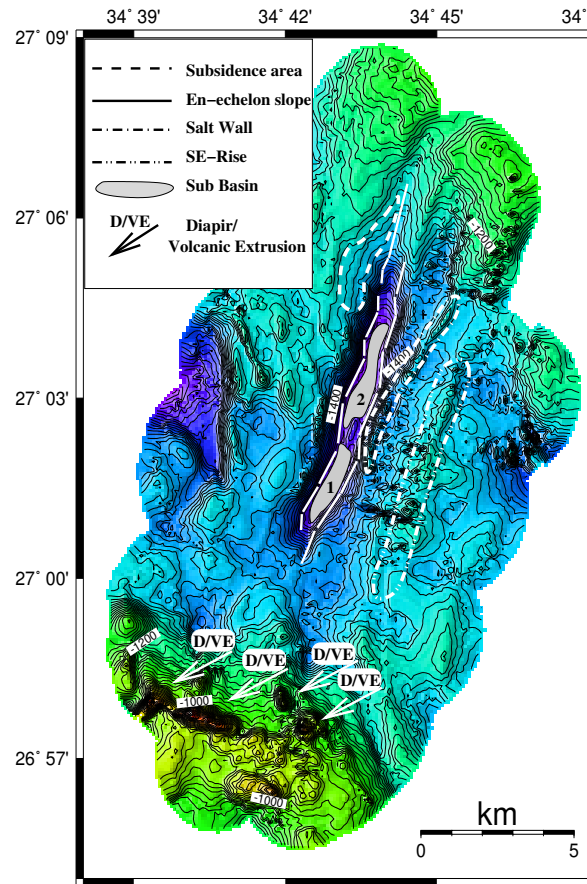 34° 39' 34° 42' 34° 45' 34°
27° 09'
Subsidence area
En-echelon slope
Salt Wall
SE-Rise
Sub Basin
D/VE Diapir/
Volcanic Extrusion
27° 06'
-1200
27° 03'
-1400
-1400
2
1
27° 00'
-1200
D/VE
D/VE
D/VE
D/VE
-1000
26° 57'
-1000
km
0 5